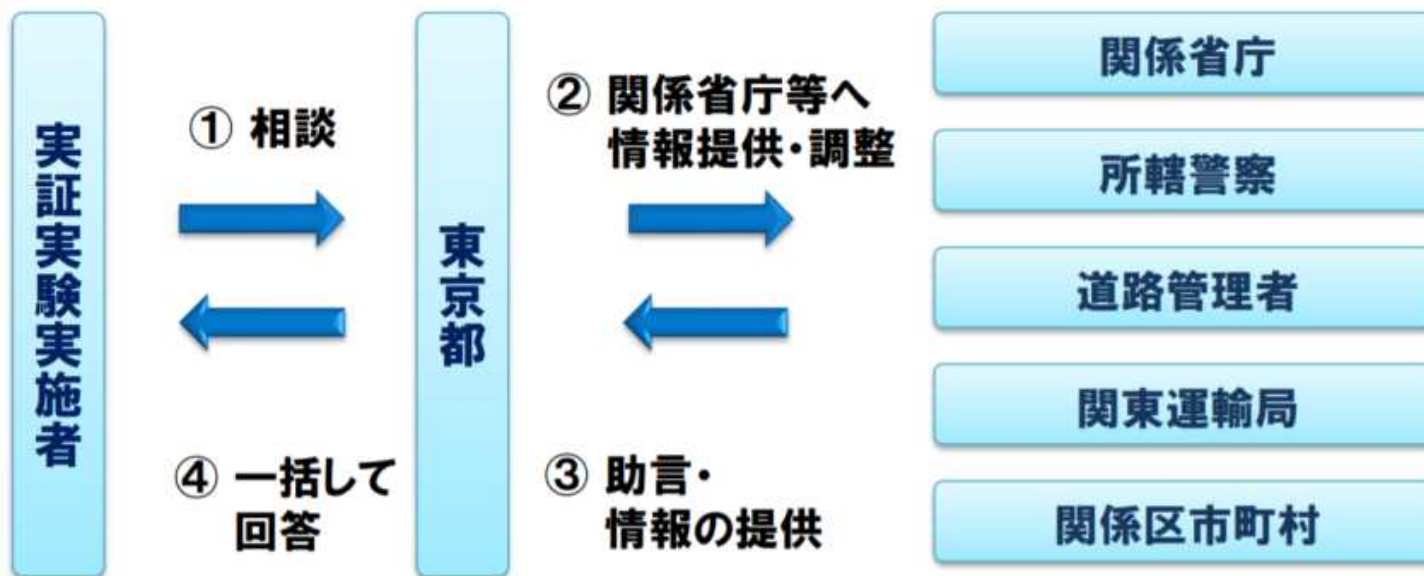 実証実験実施者
① 相談
④ 一括して
回答
東京都
② 関係省庁等へ
情報提供・調整
③ 助言・
情報の提供
関係省庁
所轄警察
道路管理者
関東運輸局
関係区市町村